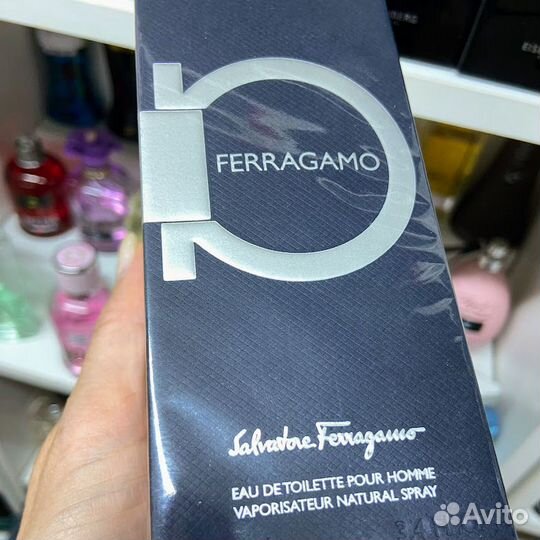 FERRAGAMO
Salvatore Ferragamo
EAU DE TOILETTE POUR HOMME
VAPORISATEUR NATURAL SPRAY
Avito